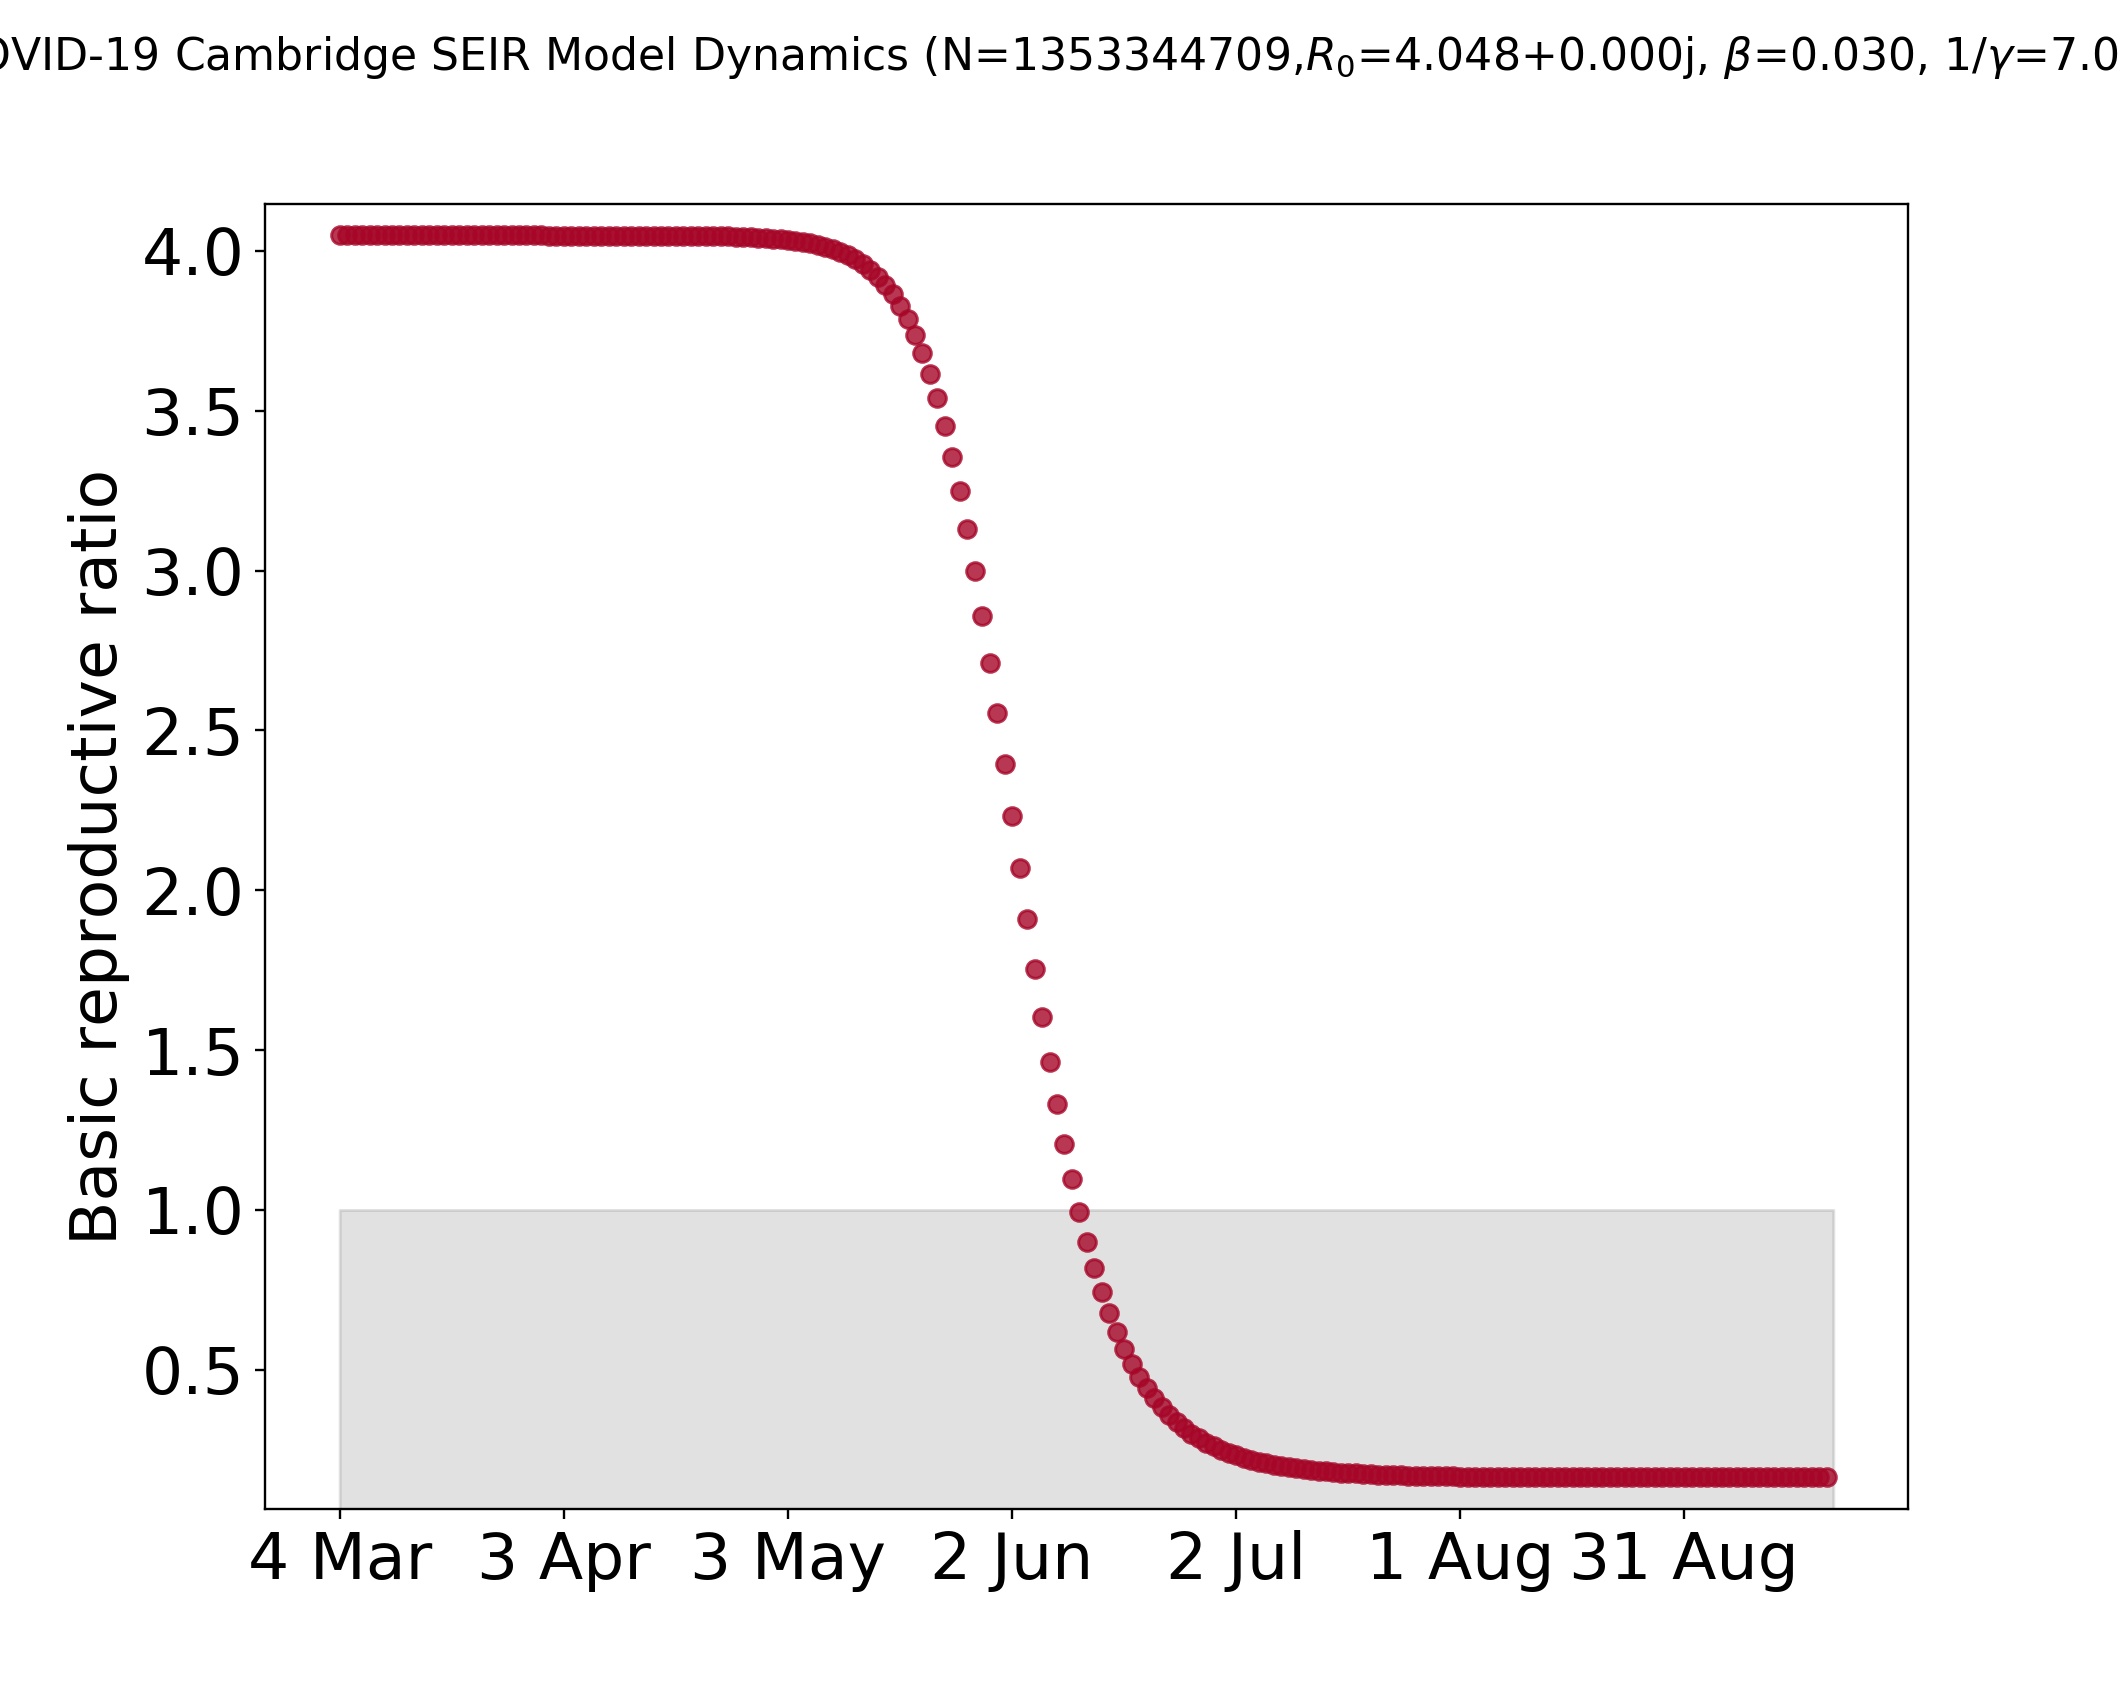 OVID-19 Cambridge SEIR Model Dynamics (N=1353344709,R₀=4.048+0.000j, β=0.030, 1/γ=7.0
Basic reproductive ratio
4.0
3.5
3.0
2.5
2.0
1.5
1.0
0.5
4 Mar 3 Apr 3 May 2 Jun 2 Jul 1 Aug 31 Aug